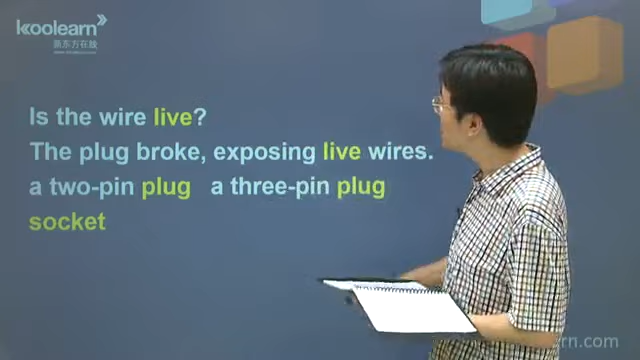 koolearn
新东方在线
Is the wire live?
The plug broke, exposing live wires.
a two-pin plug a three-pin plug
socket
rn.com